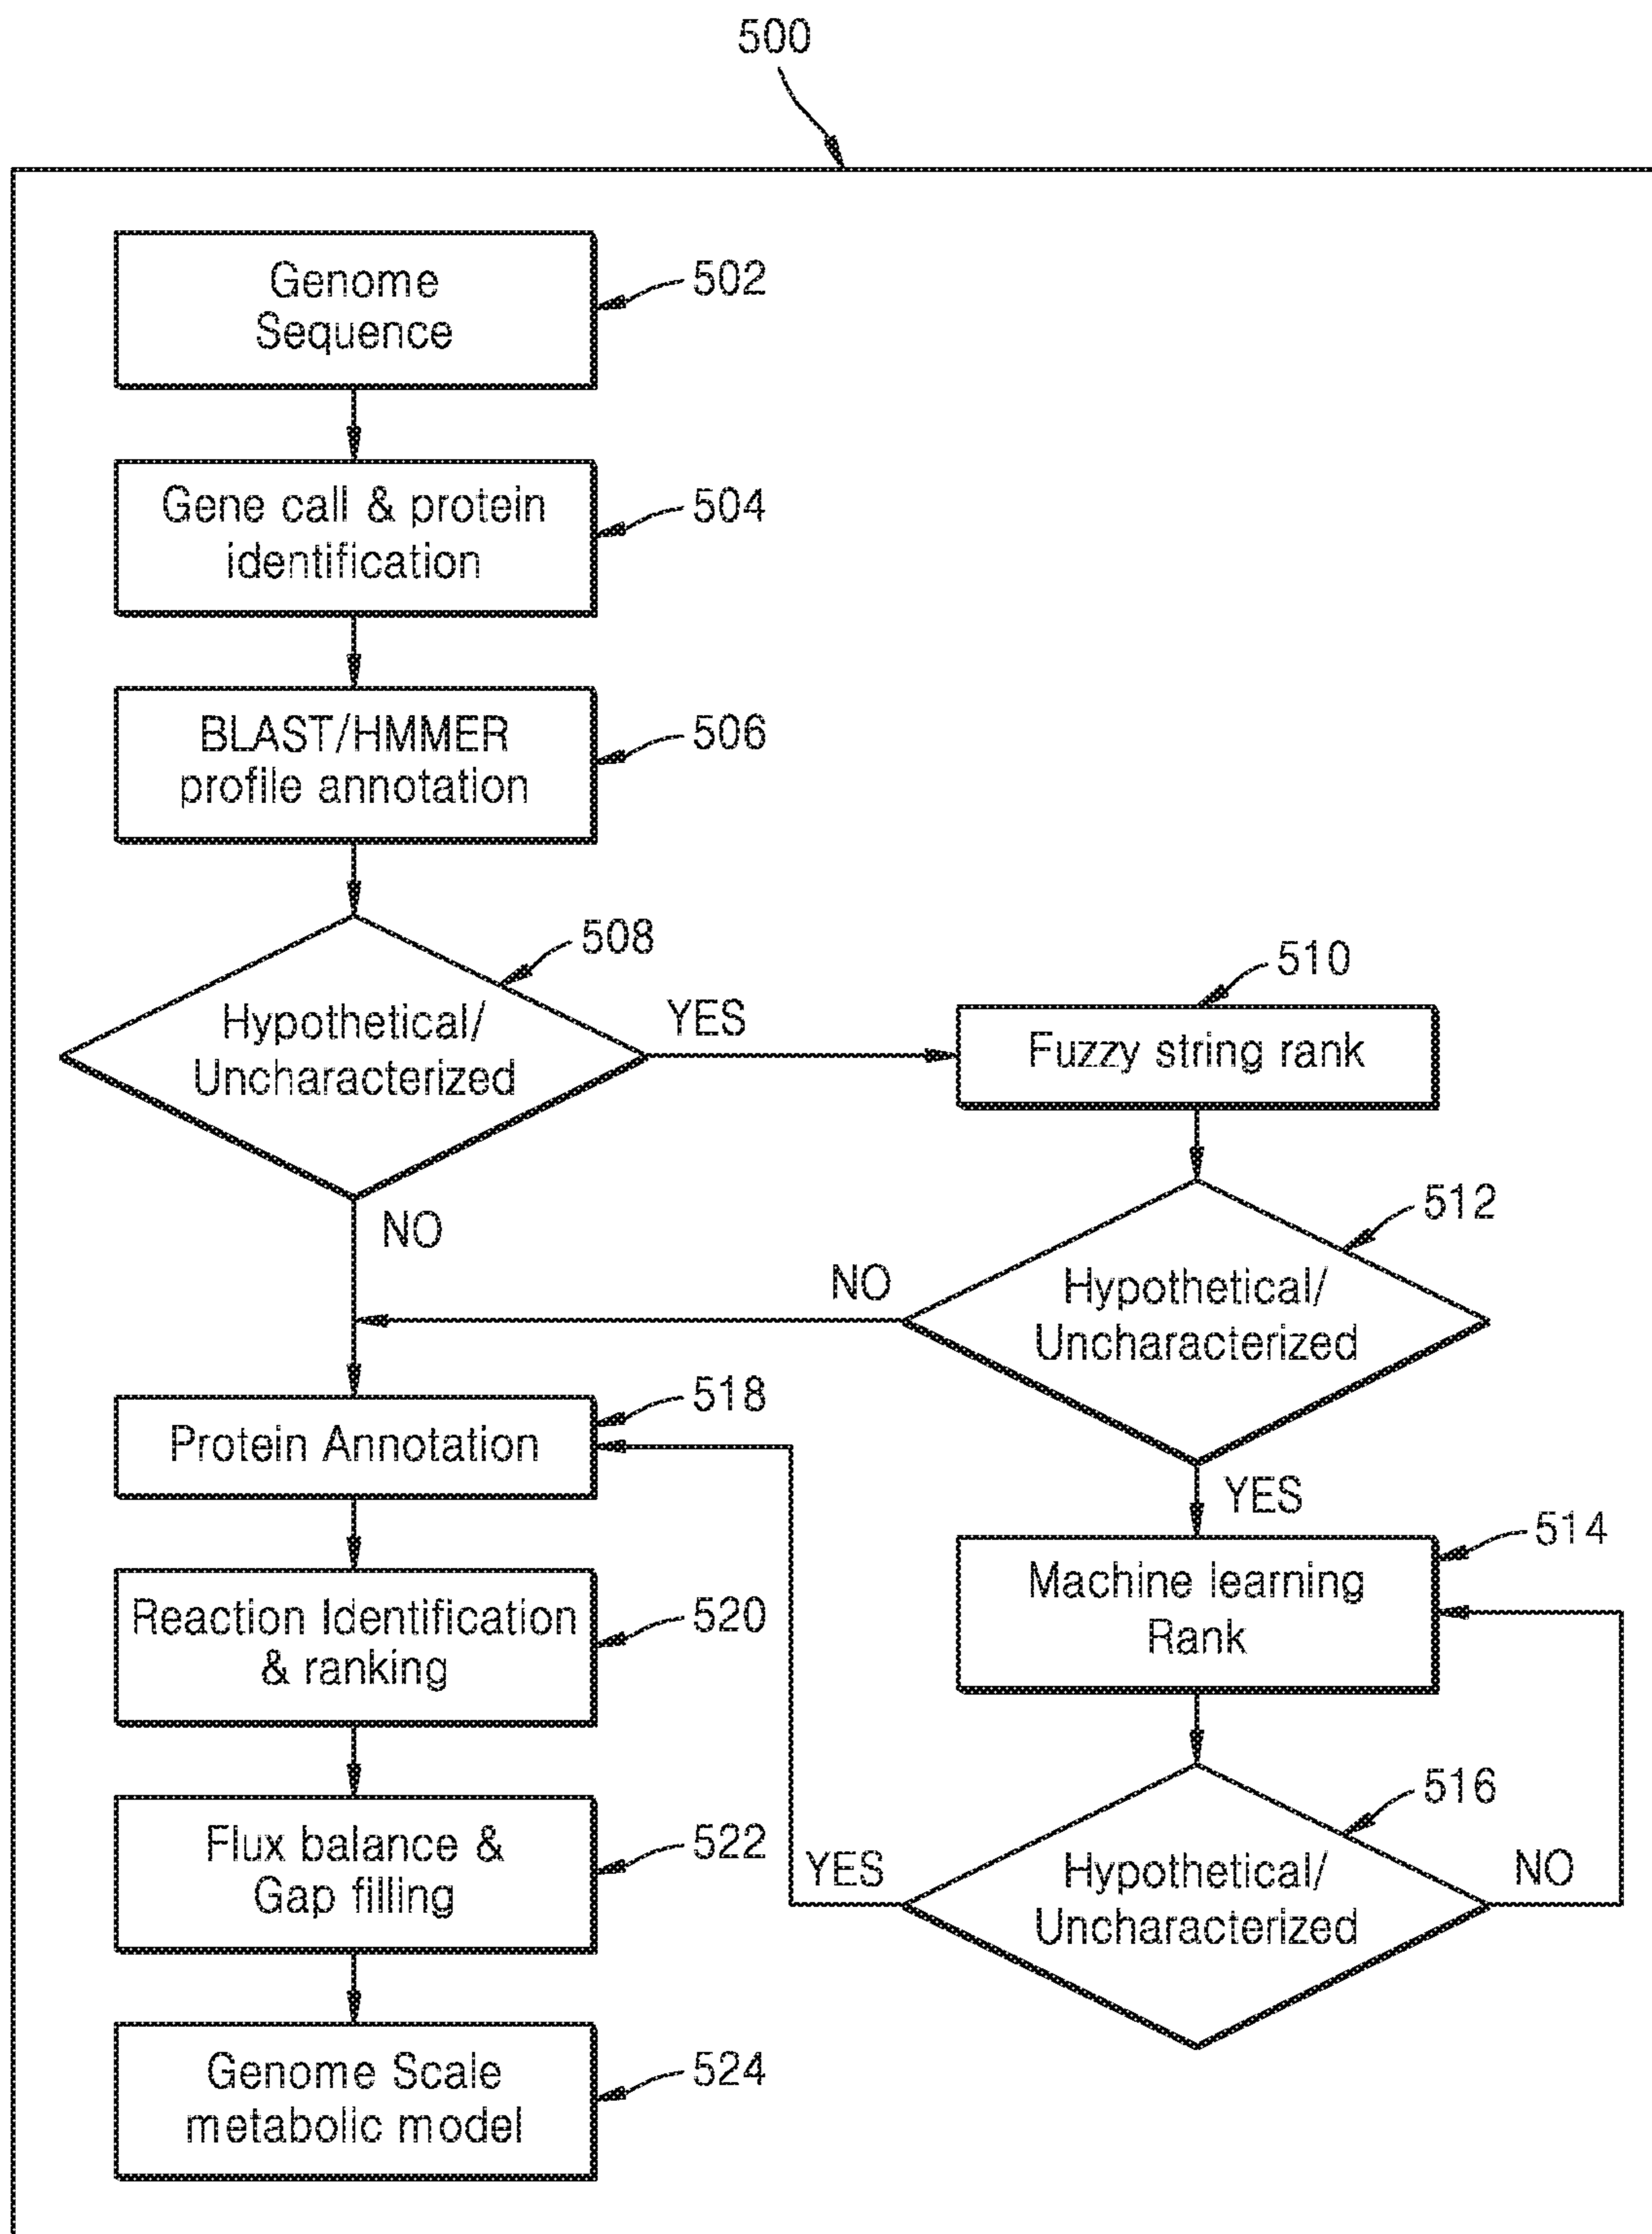 500
Genome
Sequence
502
Gene call & protein
identification
504
BLAST/HMMER
profile annotation
506
Hypothetical/
Uncharacterized
508
YES
NO
Fuzzy string rank
510
Hypothetical/
Uncharacterized
512
NO
YES
Machine learning
Rank
514
Hypothetical/
Uncharacterized
516
YES
NO
Protein Annotation
518
Reaction Identification
& ranking
520
Flux balance &
Gap filling
522
Genome Scale
metabolic model
524